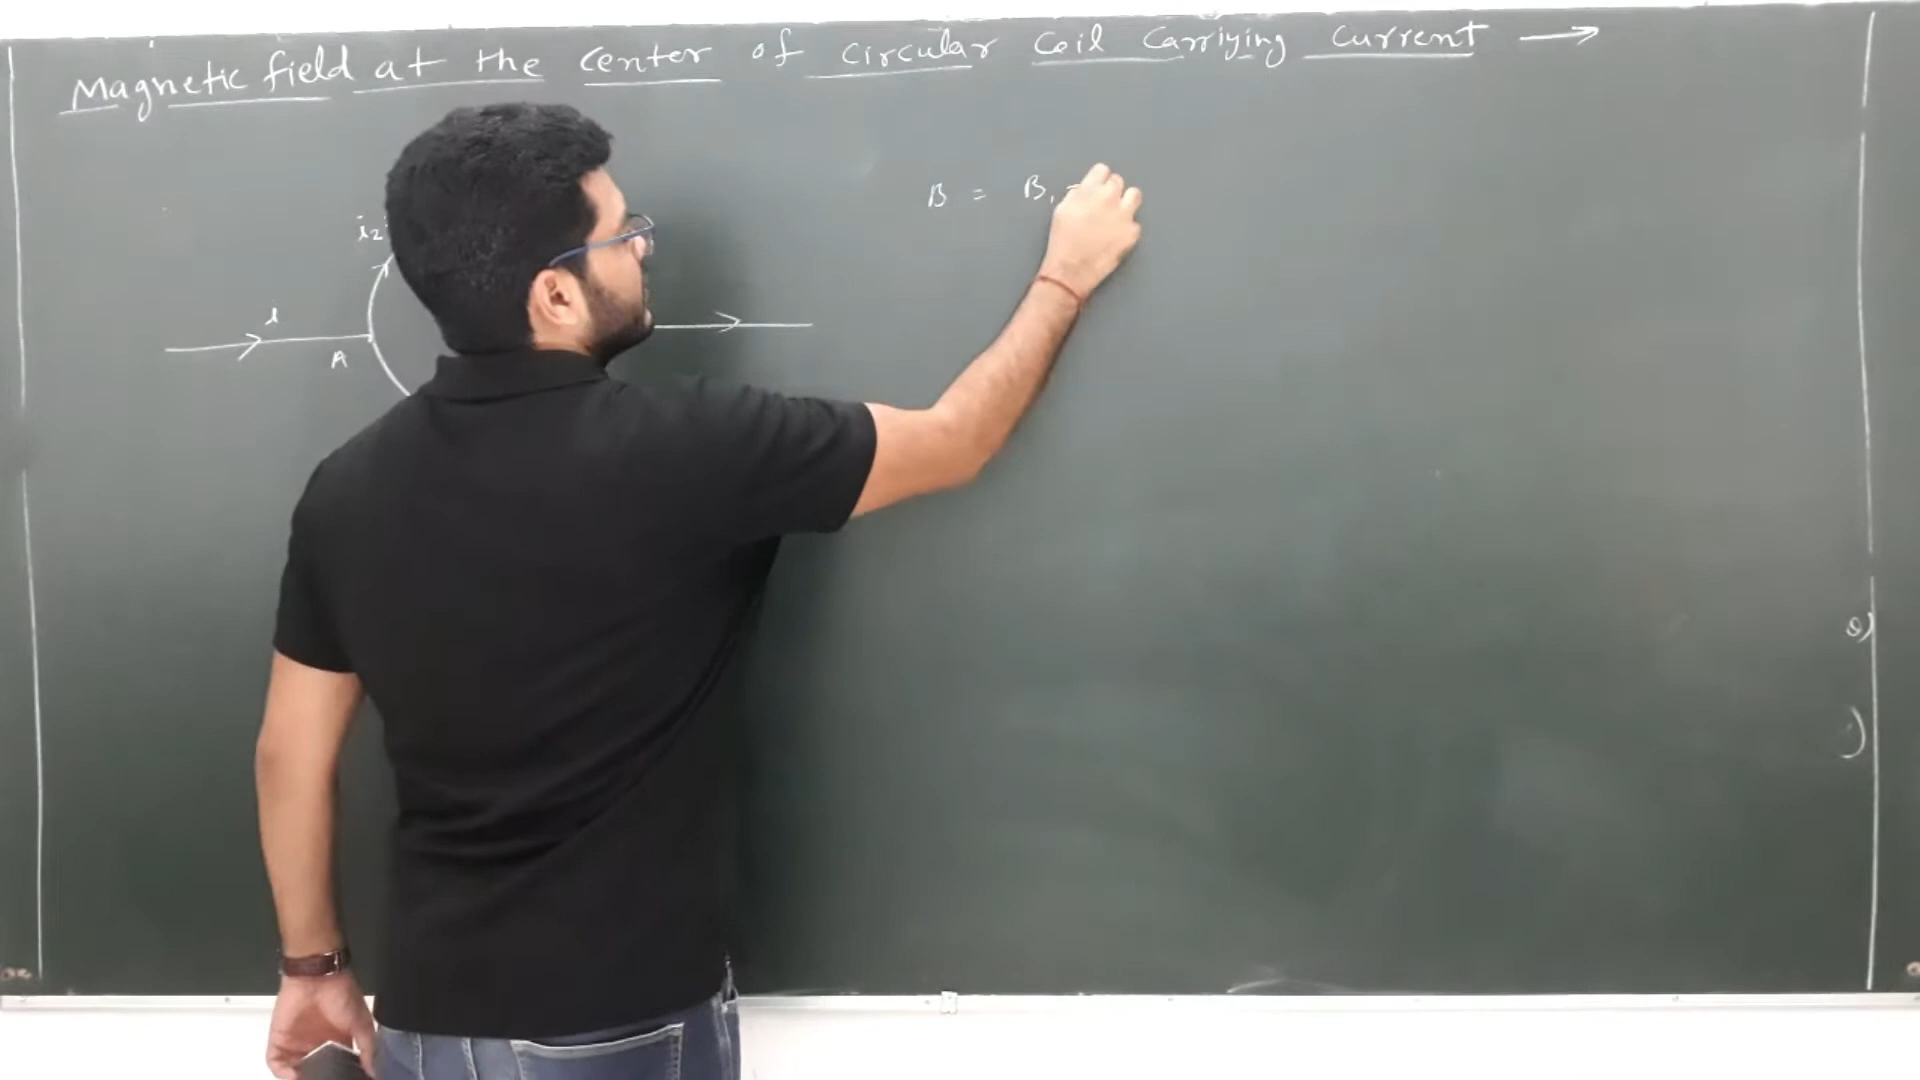 Magnetic field at the center of circular coil Carriying Current →
B = B₁ -
i₂
i
A